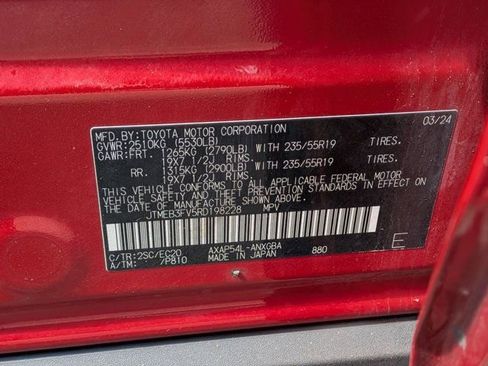 MFD.BY:TOYOTA MOTOR CORPORATION 03/24
GVWR:2510KG (5530LB)
GAWR:FRT. 1265KG (2790LB) WITH 235/55R19 TIRES.
19X7 1/2J RIMS.
RR. 1315KG (2900LB) WITH 235/55R19 TIRES.
19X7 1/2J RIMS.
THIS VEHICLE CONFORMS TO ALL APPLICABLE FEDERAL MOTOR
VEHICLE SAFETY AND BUMPER STANDARDS IN EFFECT ON THE DATE
OF MANUFACTURE SHOWN ABOVE.
JTMEB3FV5RD198228 MPV
C/TR:2SC/EC20 AXAP54L-ANXGBA
A/TM: /P810 MADE IN JAPAN 880 E